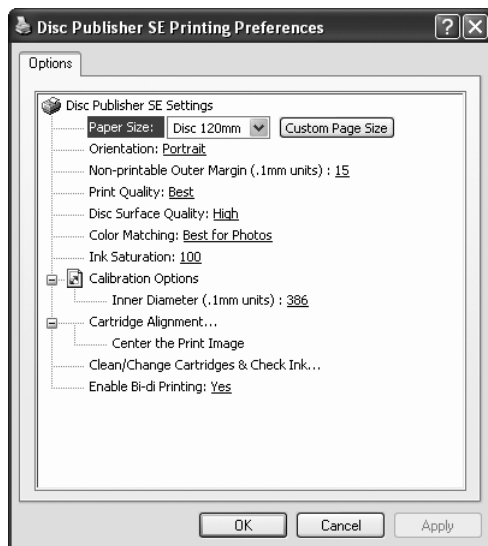 Disc Publisher SE Printing Preferences
Options
Disc Publisher SE Settings
Paper Size: Disc 120mm Custom Page Size
Orientation: Portrait
Non-printable Outer Margin (.1mm units) : 15
Print Quality: Best
Disc Surface Quality: High
Color Matching: Best for Photos
Ink Saturation: 100
Calibration Options
Inner Diameter (.1mm units) : 386
Cartridge Alignment...
Center the Print Image
Clean/Change Cartridges & Check Ink...
Enable Bi-di Printing: Yes
OK Cancel Apply